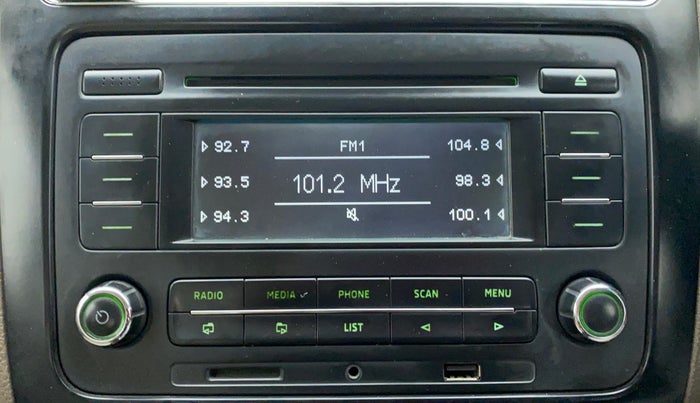 92.7 FM1 104.8
93.5 101.2 MHz 98.3
94.3 100.1
RADIO MEDIA PHONE SCAN MENU
LIST